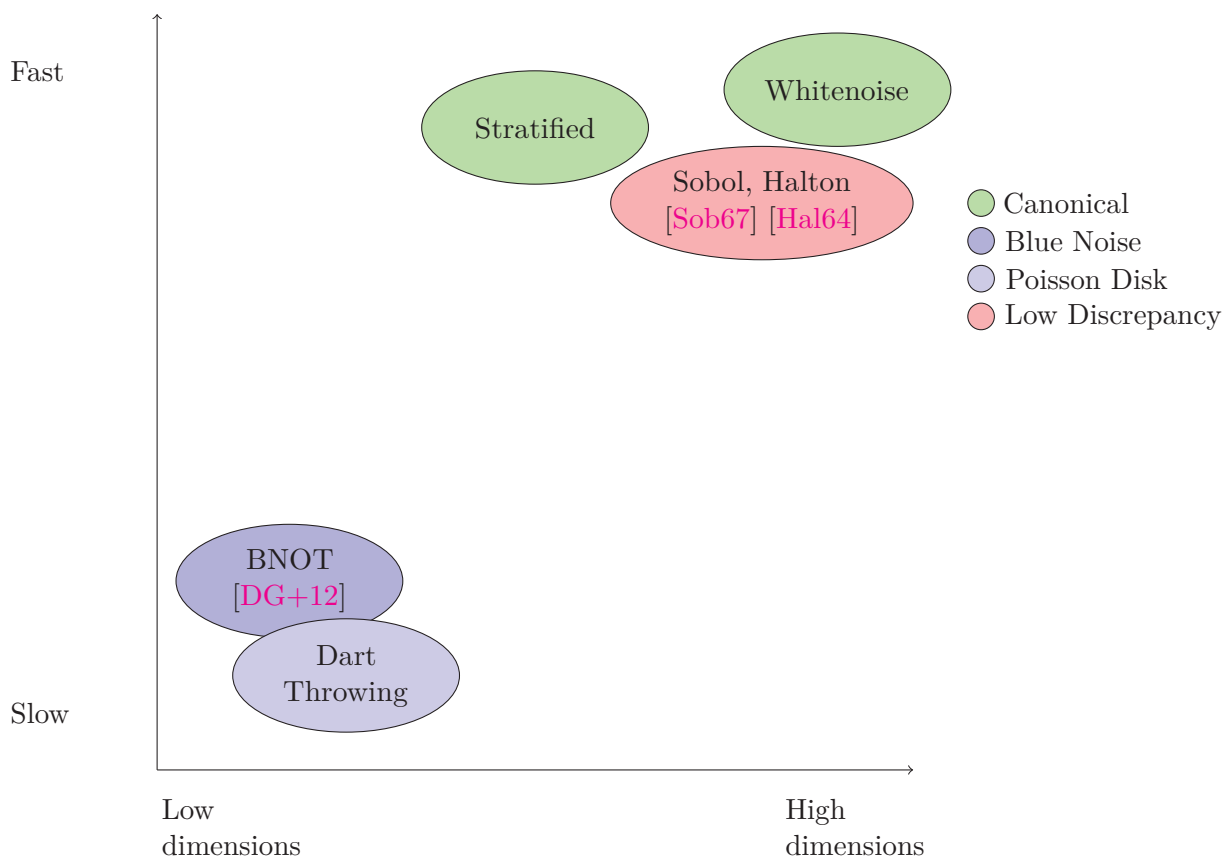 Fast
Whitenoise
Stratified
Sobol, Halton
[Sob67] [Hal64]
Canonical
Blue Noise
Poisson Disk
Low Discrepancy
BNOT
[DG+12]
Dart
Throwing
Slow
Low
dimensions
High
dimensions